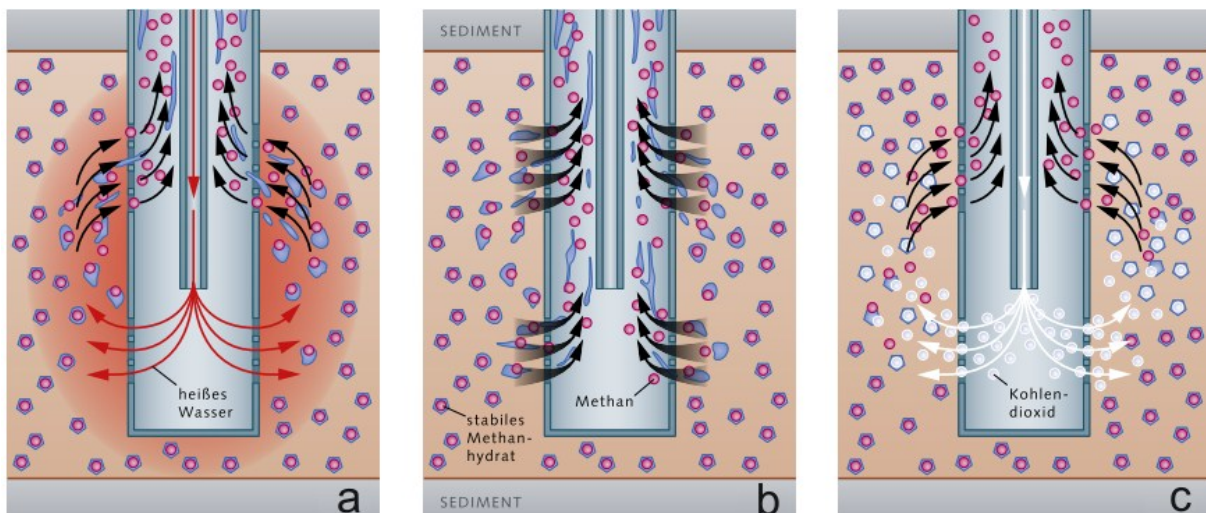 heißes
Wasser
a
SEDIMENT
Methan
stabiles
Methan-
hydrat
SEDIMENT
b
Kohlen-
dioxid
c